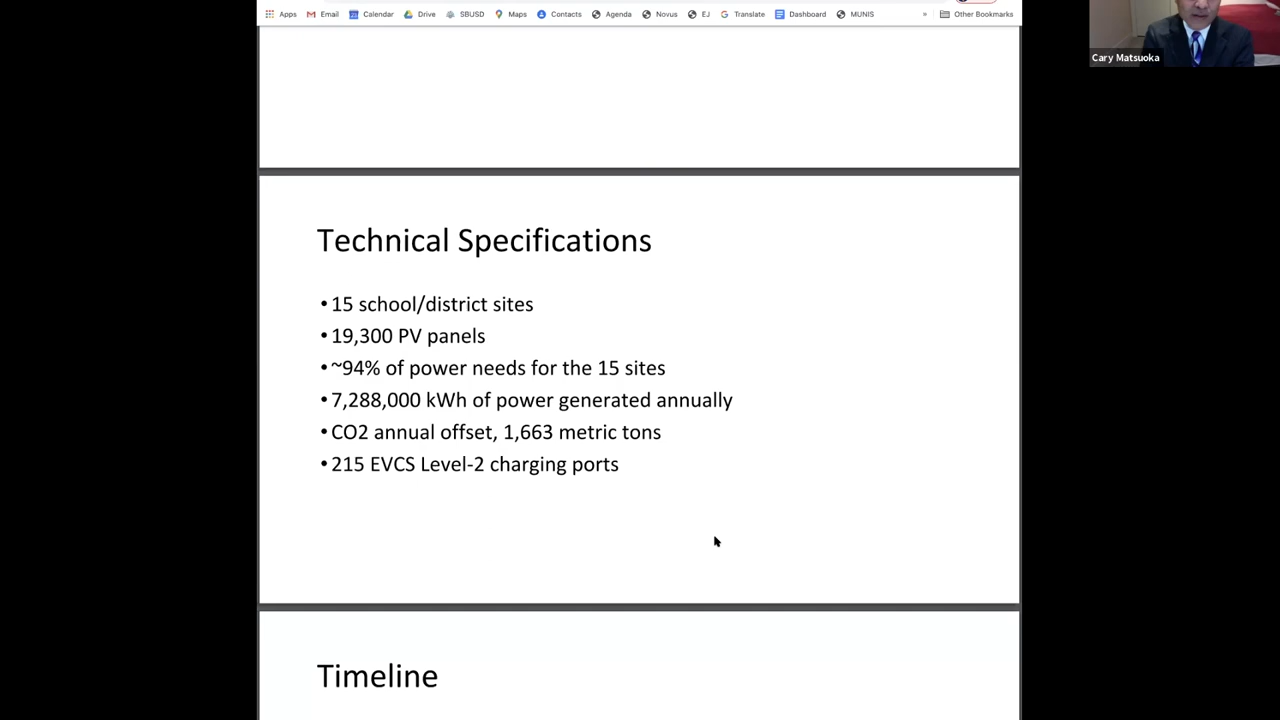 Apps Email Calendar Drive SBUSD Maps Contacts Agenda Novus EJ Translate Dashboard MUNIS » Other Bookmarks
Cary Matsuoka
Technical Specifications
•15 school/district sites
•19,300 PV panels
•~94% of power needs for the 15 sites
•7,288,000 kWh of power generated annually
•CO2 annual offset, 1,663 metric tons
•215 EVCS Level-2 charging ports
Timeline